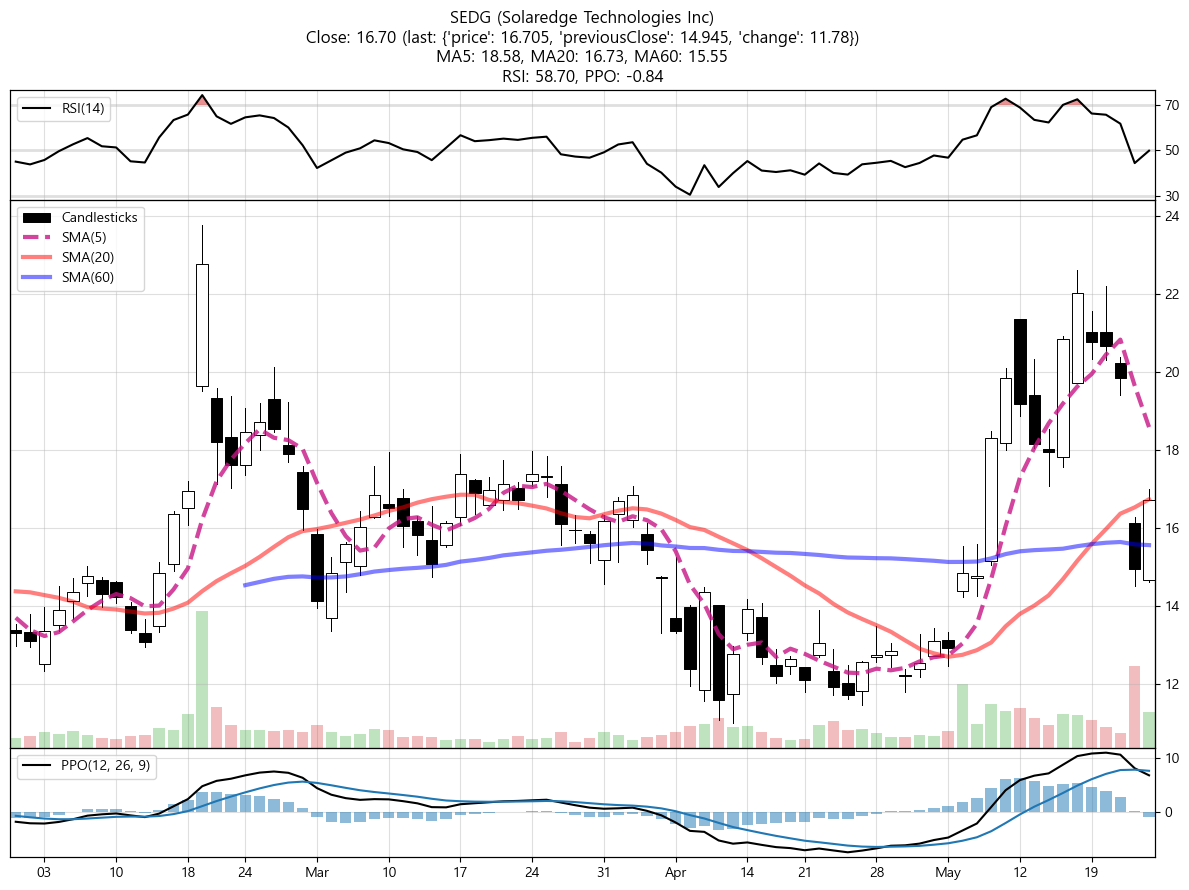 SEDG (Solaredge Technologies Inc)
Close: 16.70 (last: {'price': 16.705, 'previousClose': 14.945, 'change': 11.78})
MA5: 18.58, MA20: 16.73, MA60: 15.55
RSI: 58.70, PPO: -0.84
RSI(14)
70
50
30
Candlesticks
SMA(5)
SMA(20)
SMA(60)
24
22
20
18
16
14
12
PPO(12, 26, 9)
10
0
03 10 18 24 Mar 10 17 24 31 Apr 14 21 28 May 12 19